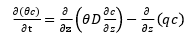 ∂(θc)/∂t = ∂/∂z (θD ∂c/∂z) − ∂/∂z (qc)